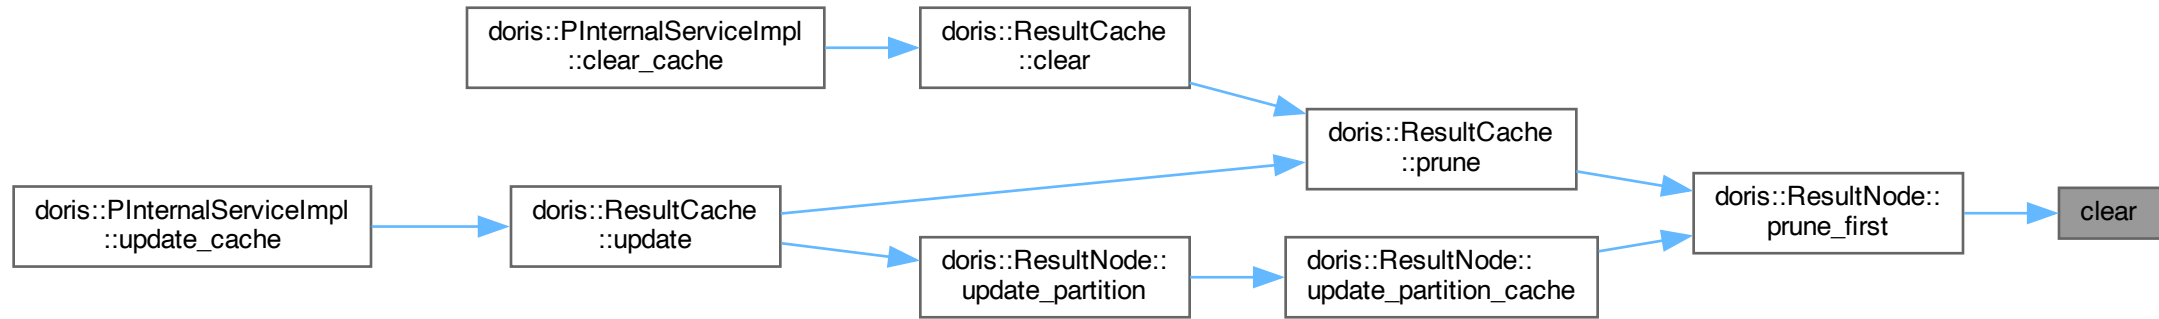 doris::PInternalServiceImpl
::clear_cache
doris::ResultCache
::clear
doris::ResultCache
::prune
doris::PInternalServiceImpl
::update_cache
doris::ResultCache
::update
doris::ResultNode::
update_partition
doris::ResultNode::
update_partition_cache
doris::ResultNode::
prune_first
clear